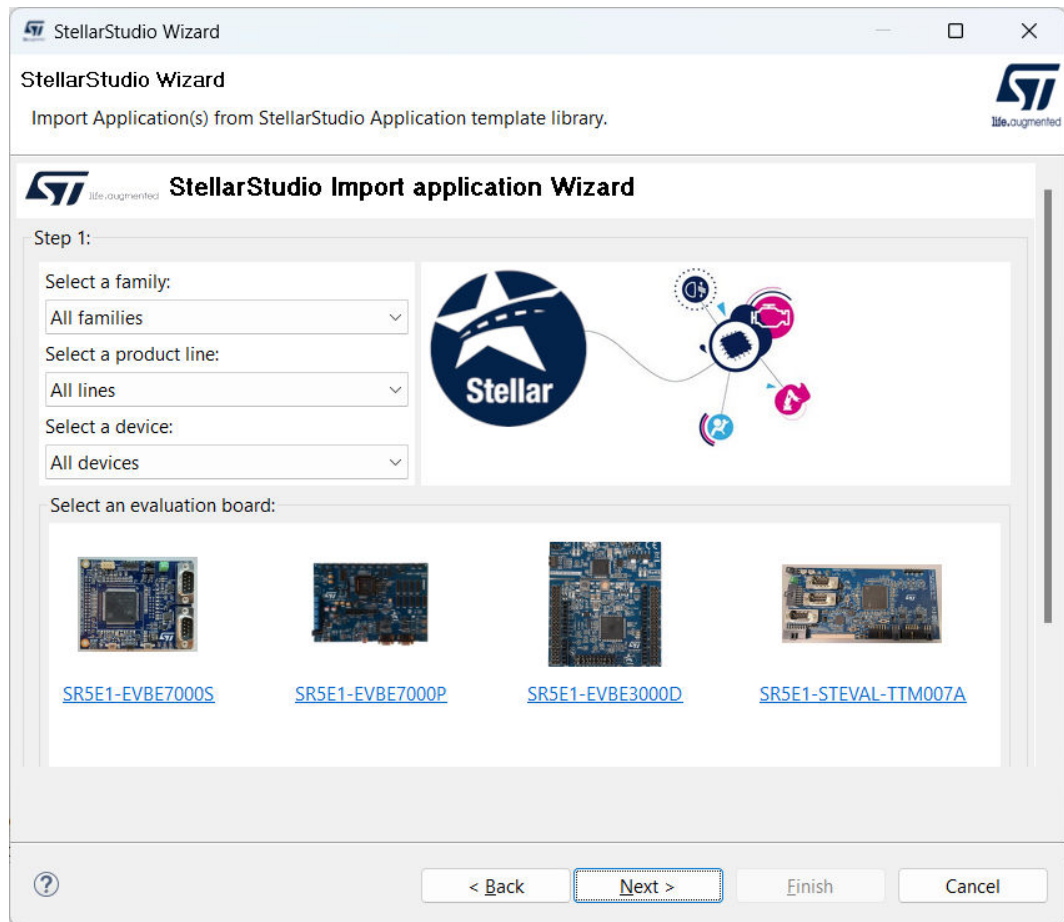 StellarStudio Wizard
StellarStudio Wizard
Import Application(s) from StellarStudio Application template library.
life.augmented
life.augmented StellarStudio Import application Wizard
Step 1:
Select a family:
All families
Select a product line:
All lines
Select a device:
All devices
Stellar
Select an evaluation board:
SR5E1-EVBE7000S SR5E1-EVBE7000P SR5E1-EVBE3000D SR5E1-STEVAL-TTM007A
? < Back Next > Finish Cancel